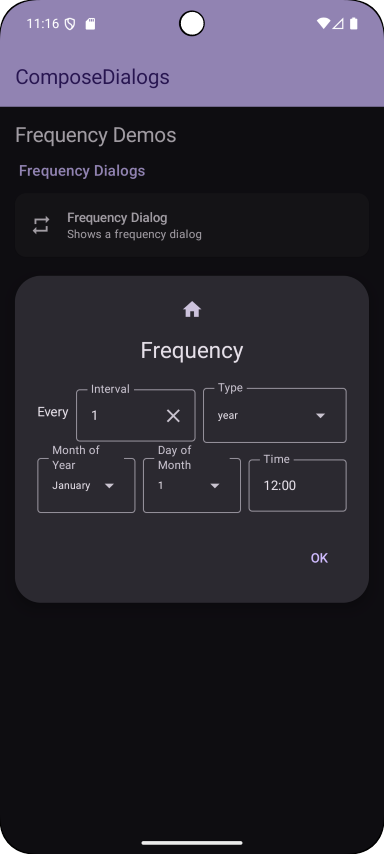 11:16
ComposeDialogs
Frequency Demos
Frequency Dialogs
Frequency Dialog
Shows a frequency dialog
Frequency
Every
Interval
1
Type
year
Month of
Year
January
Day of
Month
1
Time
12:00
OK